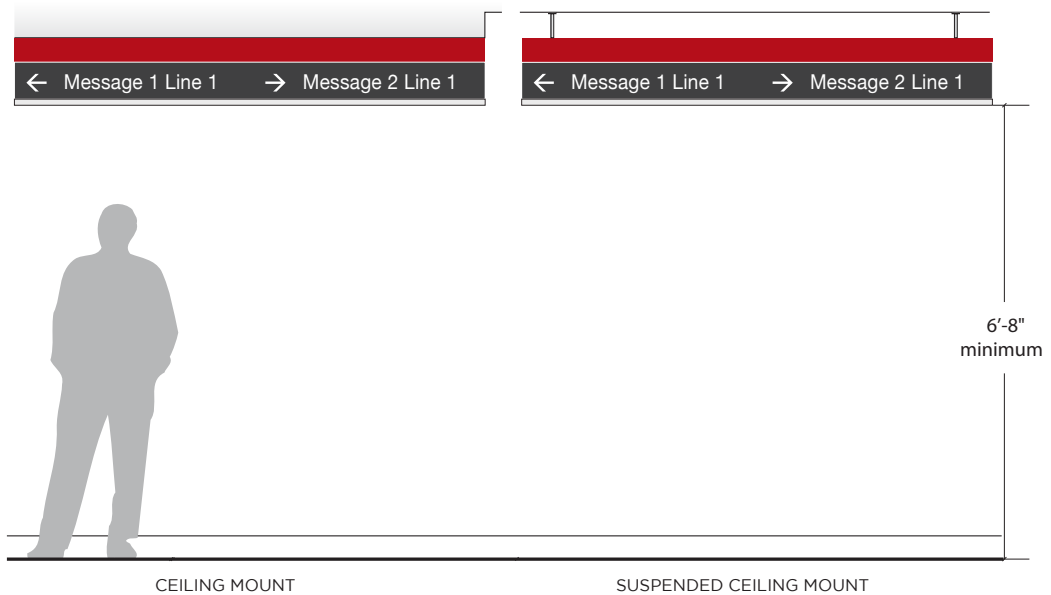 ← Message 1 Line 1 → Message 2 Line 1
← Message 1 Line 1 → Message 2 Line 1
6'-8"
minimum
CEILING MOUNT
SUSPENDED CEILING MOUNT